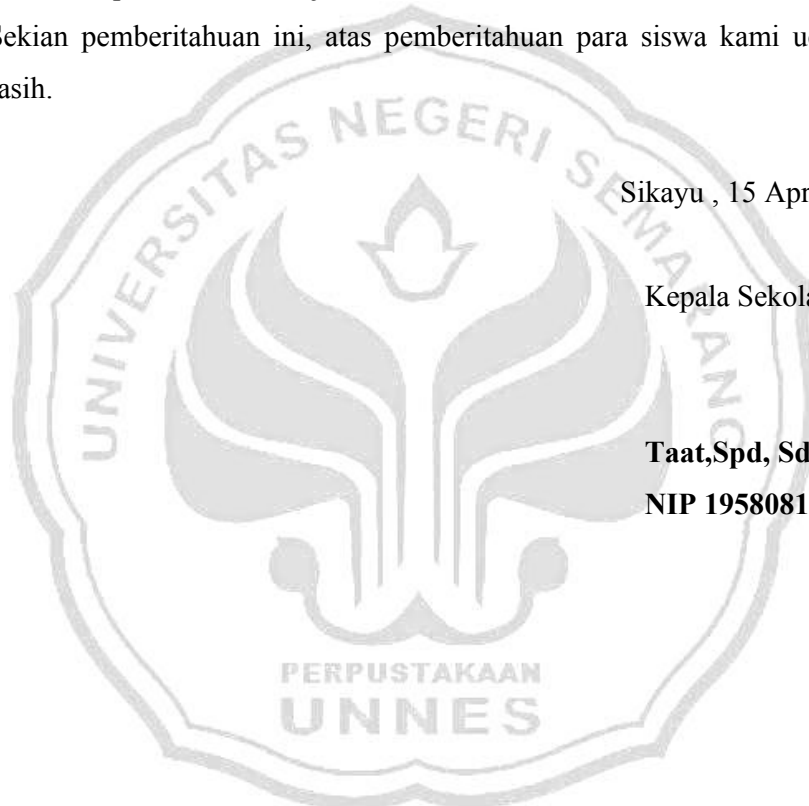 Sekian pemberitahuan ini, atas pemberitahuan para siswa kami
asih.
UNIVERSITAS NEGERI SEMARANG
Sikayu , 15 Apr
Kepala Sekola
Taat,Spd, Sd
NIP 1958081
PERPUSTAKAAN
UNNES